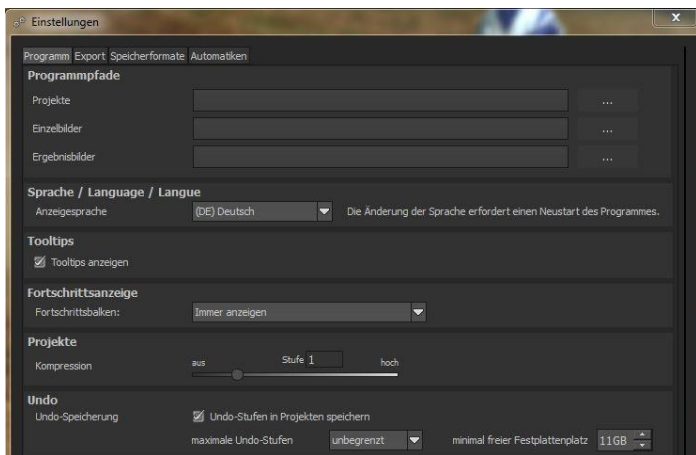 Einstellungen
x
Programm Export Speicherformate Automatiken
Programmpfade
Projekte ...
Einzelbilder ...
Ergebnisbilder ...
Sprache / Language / Langue
Anzeigesprache (DE) Deutsch Die Änderung der Sprache erfordert einen Neustart des Programmes.
Tooltips
Tooltips anzeigen
Fortschrittsanzeige
Fortschrittsbalken: Immer anzeigen
Projekte
Kompression aus Stufe 1 hoch
Undo
Undo-Speicherung Undo-Stufen in Projekten speichern
maximale Undo-Stufen unbegrenzt minimal freier Festplattenplatz 11GB